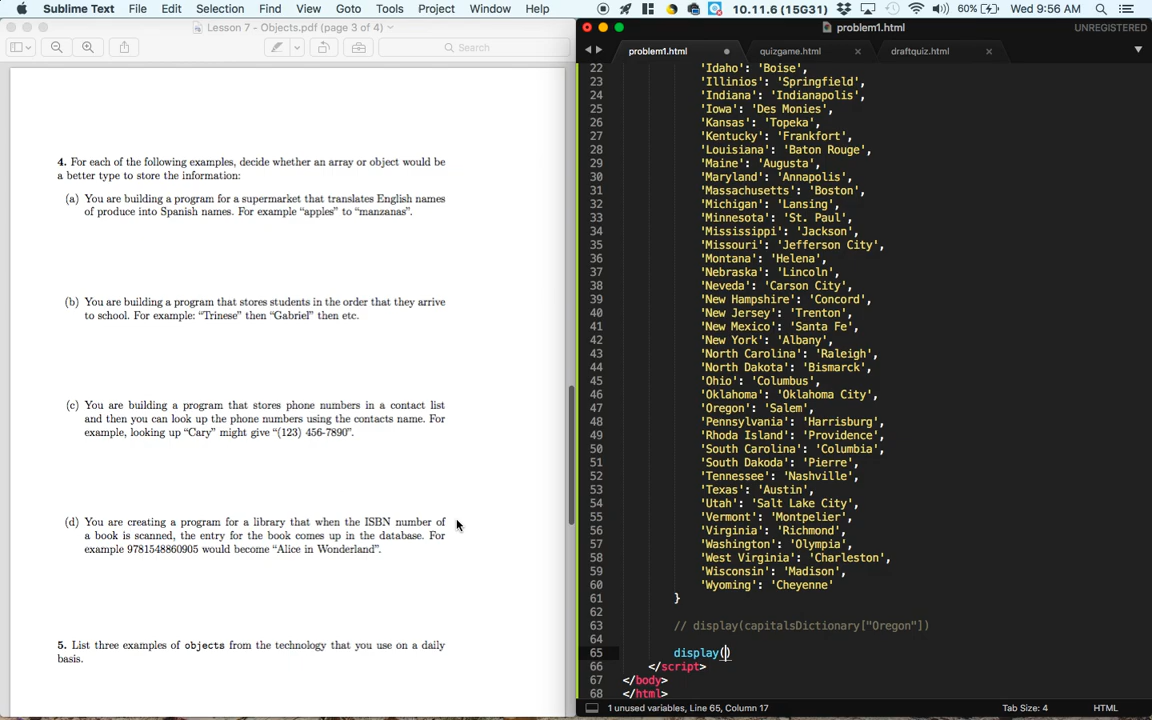 Sublime Text File Edit Selection Find View Goto Tools Project Window Help 10.11.6 (15G31) 60% Wed 9:56 AM
Lesson 7 - Objects.pdf (page 3 of 4)
Search
4. For each of the following examples, decide whether an array or object would be
a better type to store the information:
(a) You are building a program for a supermarket that translates English names
of produce into Spanish names. For example “apples” to “manzanas”.
(b) You are building a program that stores students in the order that they arrive
to school. For example: “Trinese” then “Gabriel” then etc.
(c) You are building a program that stores phone numbers in a contact list
and then you can look up the phone numbers using the contacts name. For
example, looking up “Cary” might give “(123) 456-7890”.
(d) You are creating a program for a library that when the ISBN number of
a book is scanned, the entry for the book comes up in the database. For
example 9781548860905 would become “Alice in Wonderland”.
5. List three examples of objects from the technology that you use on a daily
basis.
problem1.html
UNREGISTERED
problem1.html quizgame.html draftquiz.html
22 'Idaho': 'Boise',
23 'Illinios': 'Springfield',
24 'Indiana': 'Indianapolis',
25 'Iowa': 'Des Monies',
26 'Kansas': 'Topeka',
27 'Kentucky': 'Frankfort',
28 'Louisiana': 'Baton Rouge',
29 'Maine': 'Augusta',
30 'Maryland': 'Annapolis',
31 'Massachusetts': 'Boston',
32 'Michigan': 'Lansing',
33 'Minnesota': 'St. Paul',
34 'Mississippi': 'Jackson',
35 'Missouri': 'Jefferson City',
36 'Montana': 'Helena',
37 'Nebraska': 'Lincoln',
38 'Neveda': 'Carson City',
39 'New Hampshire': 'Concord',
40 'New Jersey': 'Trenton',
41 'New Mexico': 'Santa Fe',
42 'New York': 'Albany',
43 'North Carolina': 'Raleigh',
44 'North Dakota': 'Bismarck',
45 'Ohio': 'Columbus',
46 'Oklahoma': 'Oklahoma City',
47 'Oregon': 'Salem',
48 'Pennsylvania': 'Harrisburg',
49 'Rhoda Island': 'Providence',
50 'South Carolina': 'Columbia',
51 'South Dakoda': 'Pierre',
52 'Tennessee': 'Nashville',
53 'Texas': 'Austin',
54 'Utah': 'Salt Lake City',
55 'Vermont': 'Montpelier',
56 'Virginia': 'Richmond',
57 'Washington': 'Olympia',
58 'West Virginia': 'Charleston',
59 'Wisconsin': 'Madison',
60 'Wyoming': 'Cheyenne'
61 }
62
63 // display(capitalsDictionary["Oregon"])
64
65 display()
66 </script>
67 </body>
68 </html>
1 unused variables, Line 65, Column 17 Tab Size: 4 HTML